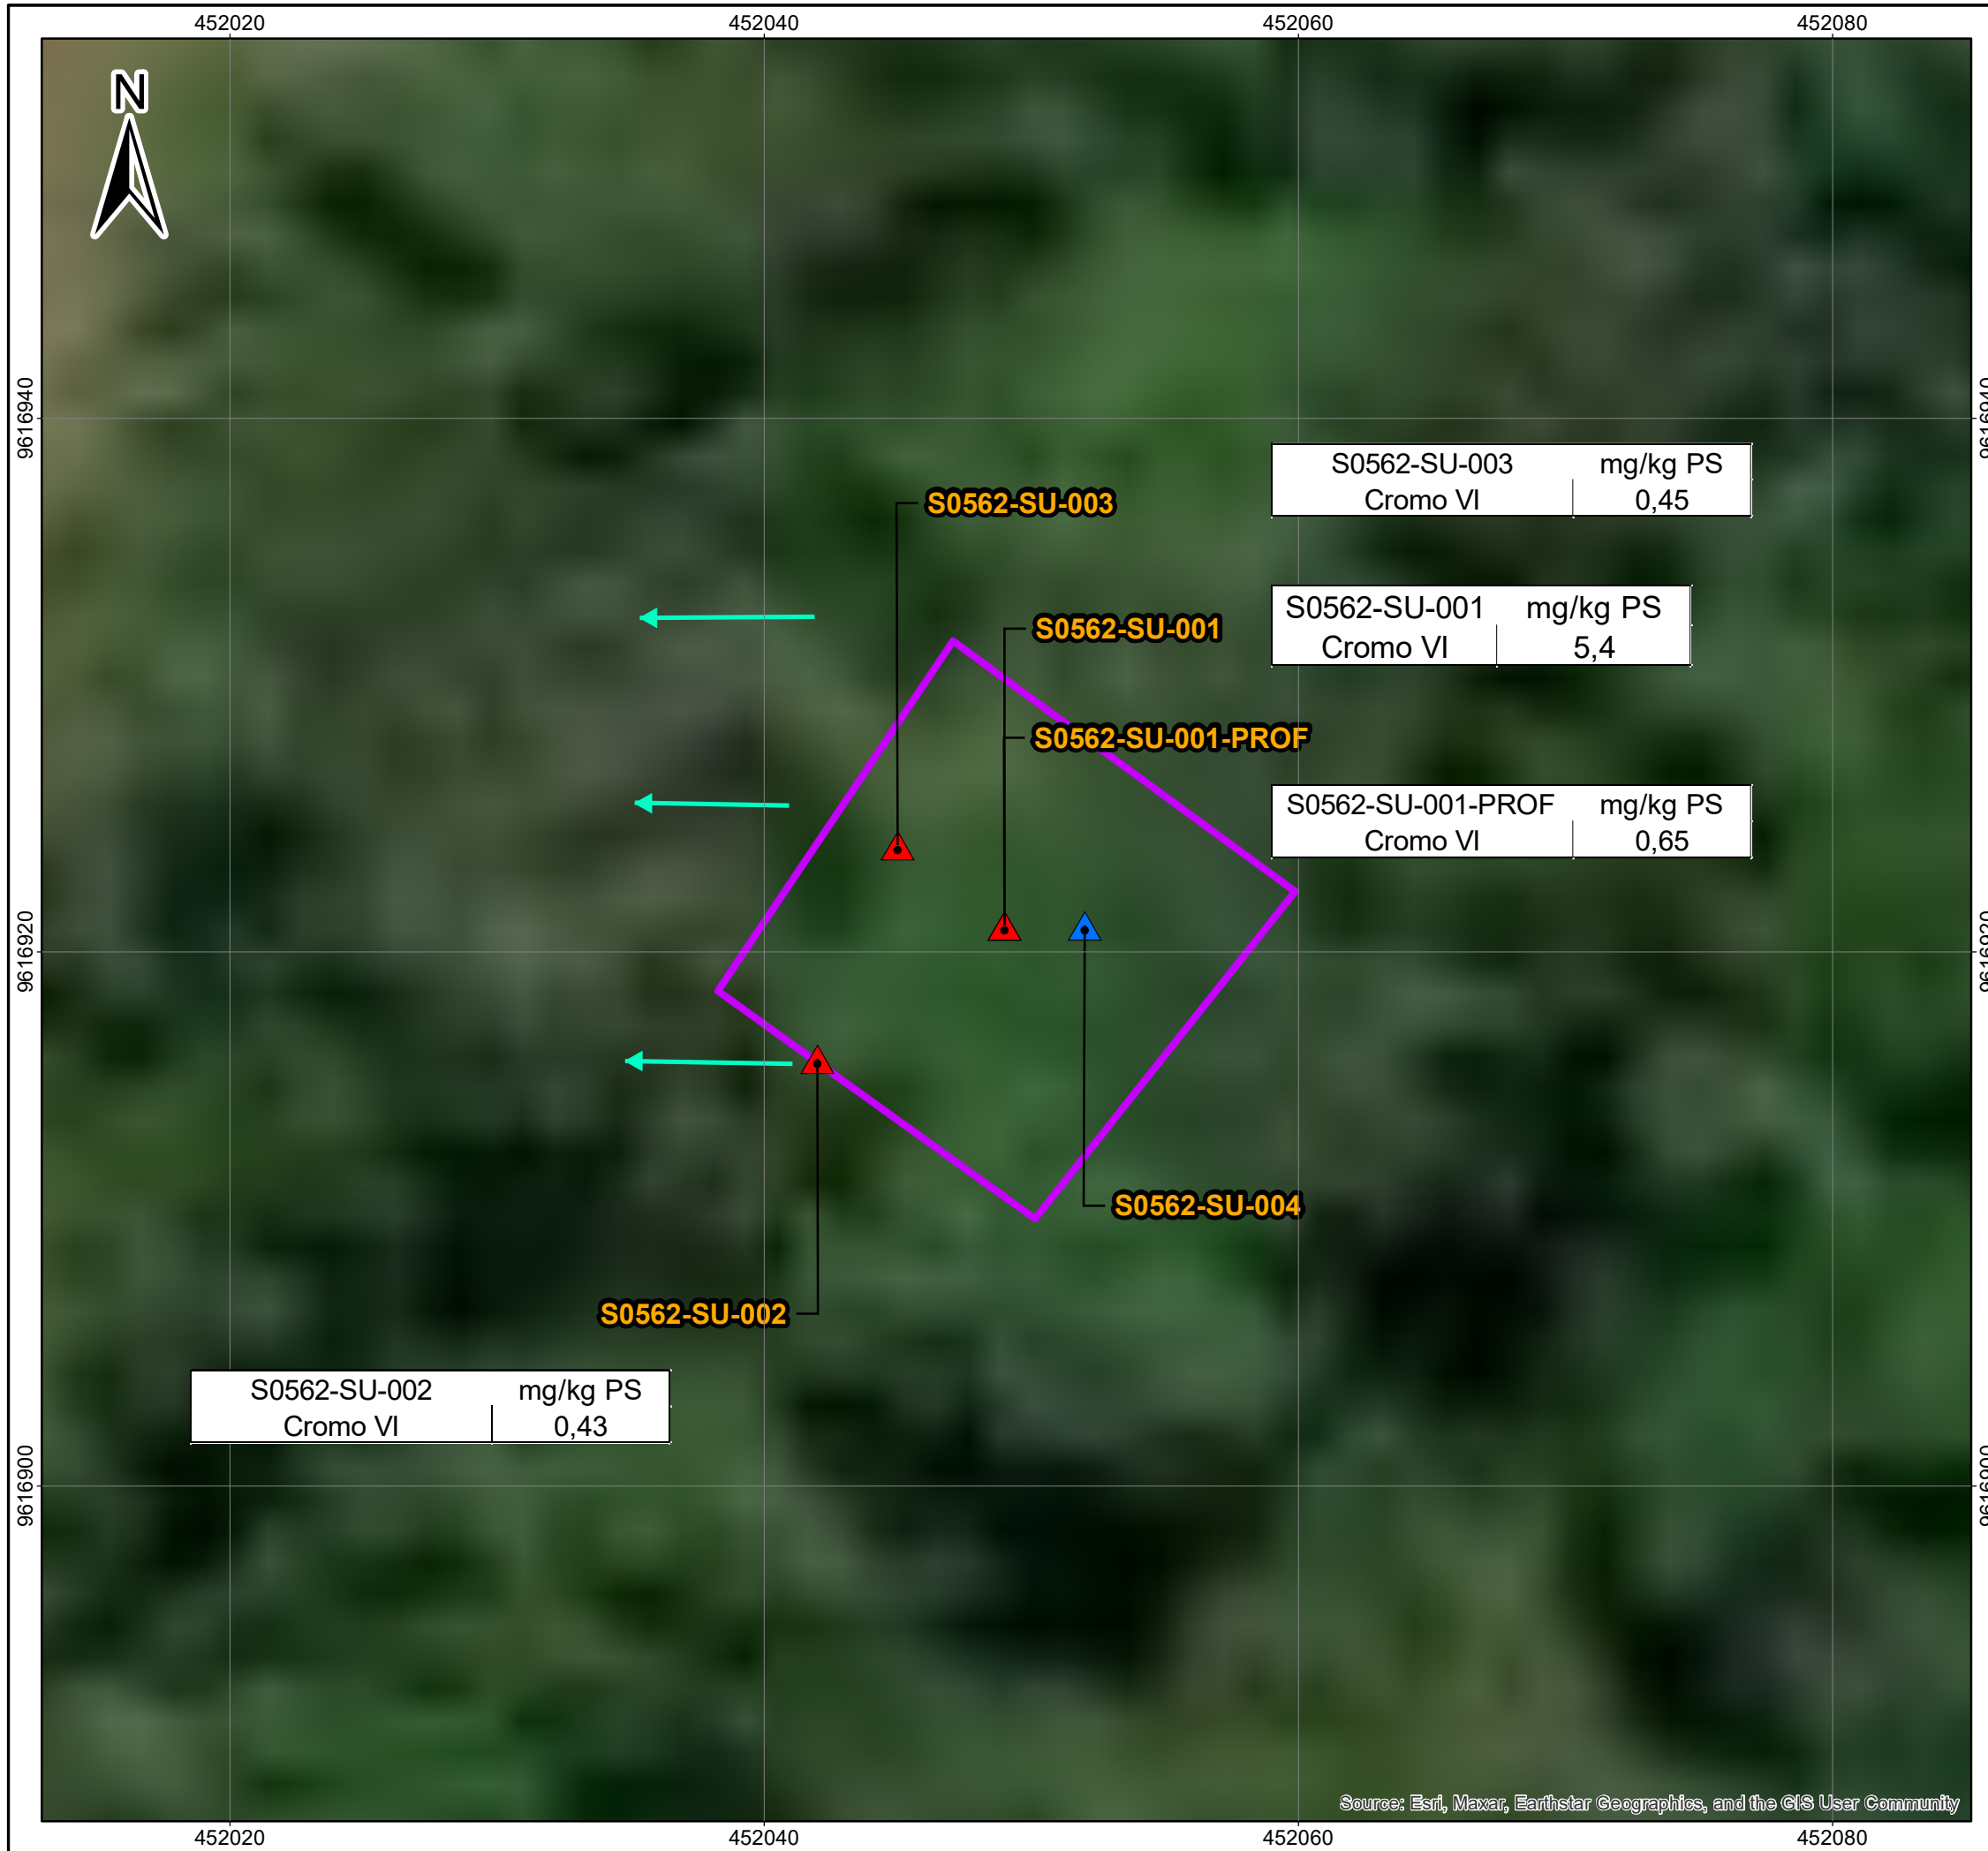 452020 452040 452060 452080
N
9616940 9616940
S0562-SU-003 mg/kg PS
Cromo VI 0,45
S0562-SU-003
S0562-SU-001 mg/kg PS
Cromo VI 5,4
S0562-SU-001
S0562-SU-001-PROF
S0562-SU-001-PROF mg/kg PS
Cromo VI 0,65
9616920 9616920
S0562-SU-004
S0562-SU-002
S0562-SU-002 mg/kg PS
Cromo VI 0,43
9616900 9616900
Source: Esri, Maxar, Earthstar Geographics, and the GIS User Community
452020 452040 452060 452080